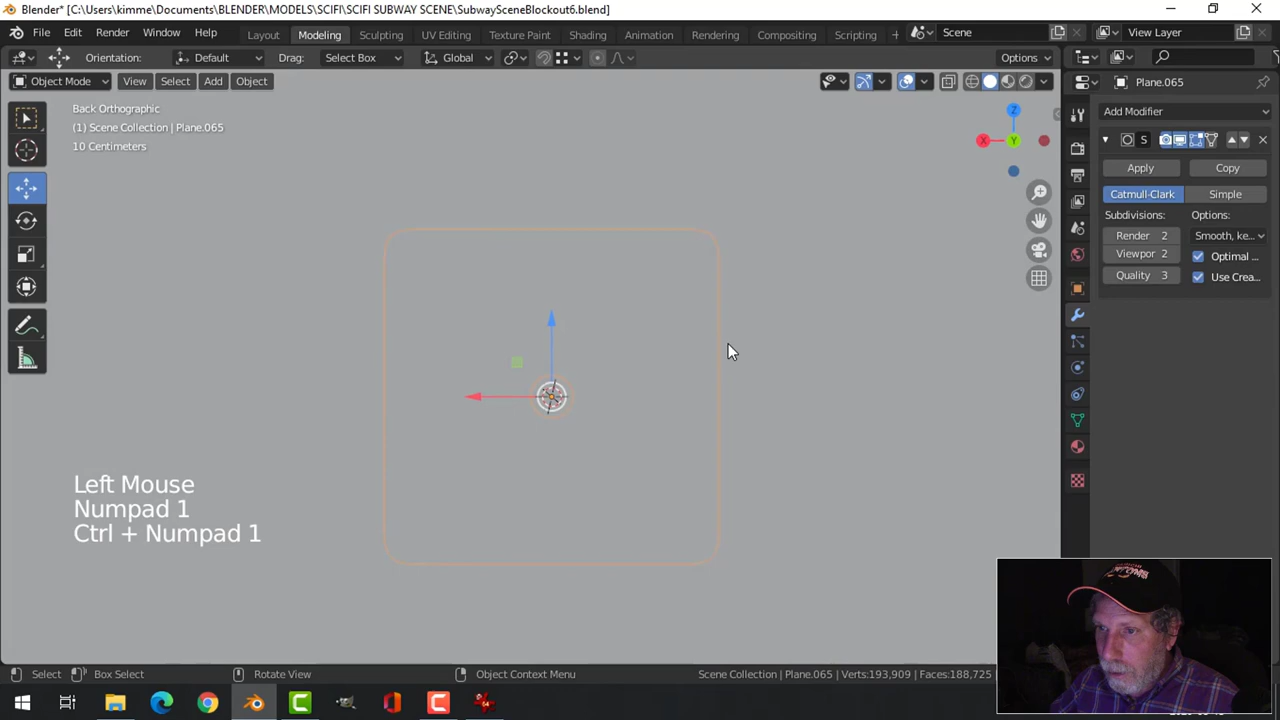 Blender* [C:\Users\kimme\Documents\BLENDER\MODELS\SCIFI\SCIFI SUBWAY SCENE\SubwaySceneBlockout6.blend]
File Edit Render Window Help Layout Modeling Sculpting UV Editing Texture Paint Shading Animation Rendering Compositing Scripting + Scene View Layer
Orientation: Default Drag: Select Box Global Options
Object Mode View Select Add Object Plane.065
Back Orthographic
(1) Scene Collection | Plane.065
10 Centimeters
Z
X
Y
Add Modifier
S
Apply Copy
Catmull-Clark Simple
Subdivisions: Options:
Render 2 Smooth, ke...
Viewpor 2 Optimal ...
Quality 3 Use Crea...
Left Mouse
Numpad 1
Ctrl + Numpad 1
Select Box Select Rotate View Object Context Menu Scene Collection | Plane.065 | Verts:193,909 | Faces:188,725